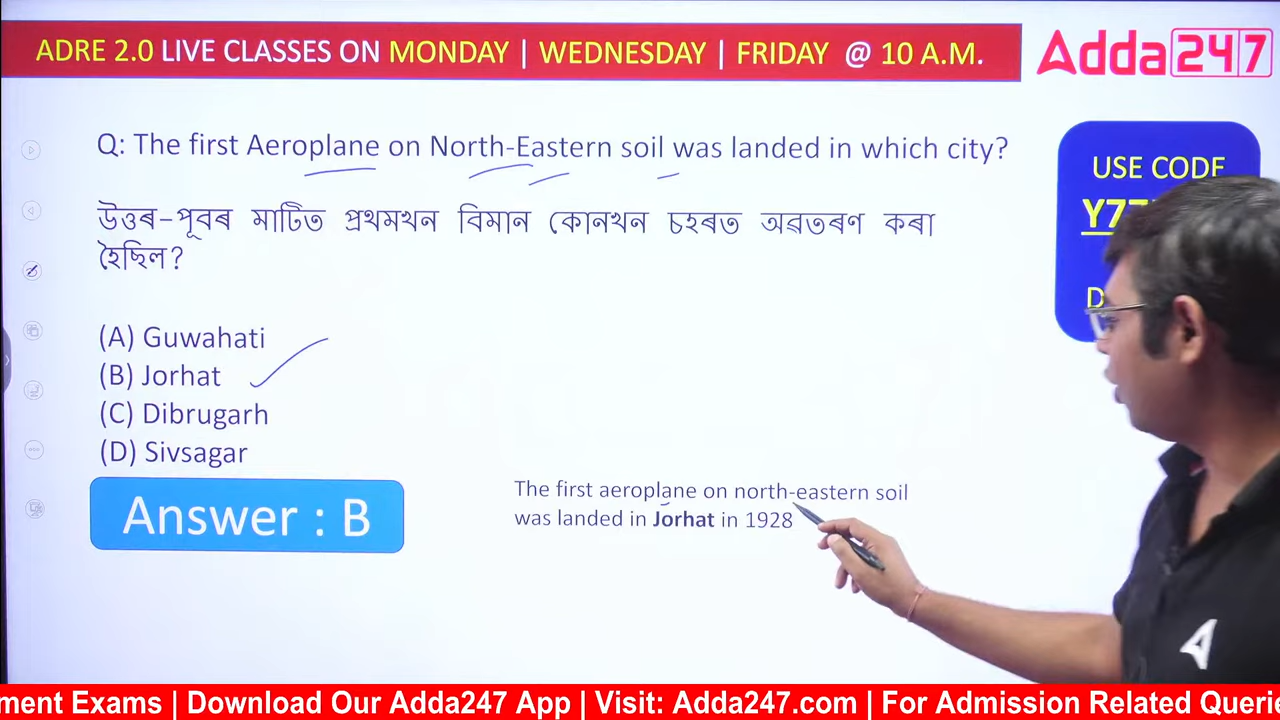 ADRE 2.0 LIVE CLASSES ON MONDAY | WEDNESDAY | FRIDAY @ 10 A.M.
Adda247
Q: The first Aeroplane on North-Eastern soil was landed in which city?
USE CODE
উত্তৰ-পূবৰ মাটিত প্ৰথমখন বিমান কোনখন চহৰত অৱতৰণ কৰা
হৈছিল?
(A) Guwahati
(B) Jorhat
(C) Dibrugarh
(D) Sivsagar
Answer : B
The first aeroplane on north-eastern soil
was landed in Jorhat in 1928
ment Exams | Download Our Adda247 App | Visit: Adda247.com | For Admission Related Querie